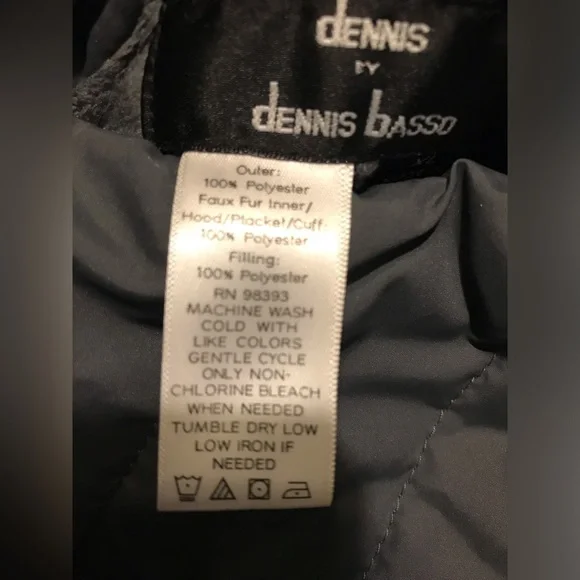 dENNIS
BY
dENNIS bASSO
Outer:
100% Polyester
Faux Fur Inner/
Hood/Placket/Cuff:
100% Polyester
Filling:
100% Polyester
RN 98393
MACHINE WASH
COLD WITH
LIKE COLORS
GENTLE CYCLE
ONLY NON-
CHLORINE BLEACH
WHEN NEEDED
TUMBLE DRY LOW
LOW IRON IF
NEEDED